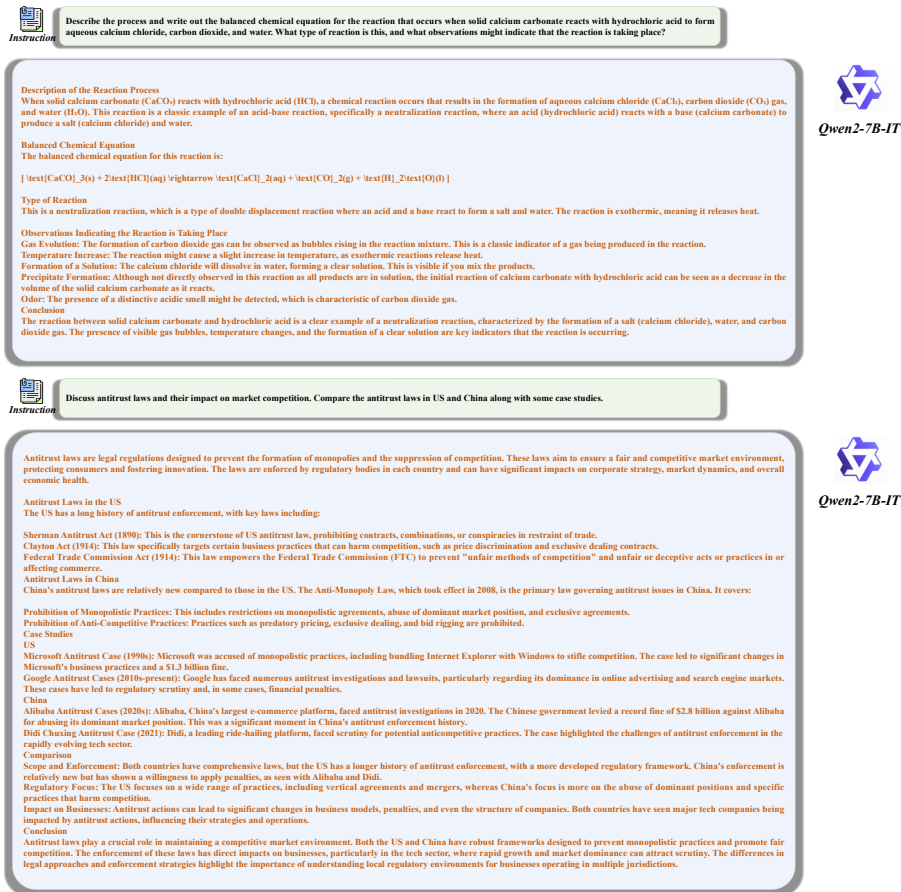 Instruction
Describe the process and write out the balanced chemical equation for the reaction that occurs when solid calcium carbonate reacts with hydrochloric acid to form
aqueous calcium chloride, carbon dioxide, and water. What type of reaction is this, and what observations might indicate that the reaction is taking place?
Description of the Reaction Process
When solid calcium carbonate (CaCO₃) reacts with hydrochloric acid (HCl), a chemical reaction occurs that results in the formation of aqueous calcium chloride (CaCl₂), carbon dioxide (CO₂) gas,
and water (H₂O). This reaction is a classic example of an acid-base reaction, specifically a neutralization reaction, where an acid (hydrochloric acid) reacts with a base (calcium carbonate) to
produce a salt (calcium chloride) and water.
Balanced Chemical Equation
The balanced chemical equation for this reaction is:
[ \text{CaCO}_3(s) + 2\text{HCl}(aq) \rightarrow \text{CaCl}_2(aq) + \text{CO}_2(g) + \text{H}_2\text{O}(l) ]
Type of Reaction
This is a neutralization reaction, which is a type of double displacement reaction where an acid and a base react to form a salt and water. The reaction is exothermic, meaning it releases heat.
Observations Indicating the Reaction is Taking Place
Gas Evolution: The formation of carbon dioxide gas can be observed as bubbles rising in the reaction mixture. This is a classic indicator of a gas being produced in the reaction.
Temperature Increase: The reaction might cause a slight increase in temperature, as exothermic reactions release heat.
Formation of a Solution: The calcium chloride will dissolve in water, forming a clear solution. This is visible if you mix the products.
Precipitate Formation: Although not directly observed in this reaction as all products are in solution, the initial reaction of calcium carbonate with hydrochloric acid can be seen as a decrease in the
volume of the solid calcium carbonate as it reacts.
Odor: The presence of a distinctive acidic smell might be detected, which is characteristic of carbon dioxide gas.
Conclusion
The reaction between solid calcium carbonate and hydrochloric acid is a clear example of a neutralization reaction, characterized by the formation of a salt (calcium chloride), water, and carbon
dioxide gas. The presence of visible gas bubbles, temperature changes, and the formation of a clear solution are key indicators that the reaction is occurring.
Qwen2-7B-IT
Instruction
Discuss antitrust laws and their impact on market competition. Compare the antitrust laws in US and China along with some case studies.
Antitrust laws are legal regulations designed to prevent the formation of monopolies and the suppression of competition. These laws aim to ensure a fair and competitive market environment,
protecting consumers and fostering innovation. The laws are enforced by regulatory bodies in each country and can have significant impacts on corporate strategy, market dynamics, and overall
economic health.
Antitrust Laws in the US
The US has a long history of antitrust enforcement, with key laws including:
Sherman Antitrust Act (1890): This is the cornerstone of US antitrust law, prohibiting contracts, combinations, or conspiracies in restraint of trade.
Clayton Act (1914): This law specifically targets certain business practices that can harm competition, such as price discrimination and exclusive dealing contracts.
Federal Trade Commission Act (1914): This law empowers the Federal Trade Commission (FTC) to prevent "unfair methods of competition" and unfair or deceptive acts or practices in or
affecting commerce.
Antitrust Laws in China
China's antitrust laws are relatively new compared to those in the US. The Anti-Monopoly Law, which took effect in 2008, is the primary law governing antitrust issues in China. It covers:
Prohibition of Monopolistic Practices: This includes restrictions on monopolistic agreements, abuse of dominant market position, and exclusive agreements.
Prohibition of Anti-Competitive Practices: Practices such as predatory pricing, exclusive dealing, and bid rigging are prohibited.
Case Studies
US
Microsoft Antitrust Case (1990s): Microsoft was accused of monopolistic practices, including bundling Internet Explorer with Windows to stifle competition. The case led to significant changes in
Microsoft's business practices and a $1.3 billion fine.
Google Antitrust Cases (2010s-present): Google has faced numerous antitrust investigations and lawsuits, particularly regarding its dominance in online advertising and search engine markets.
These cases have led to regulatory scrutiny and, in some cases, financial penalties.
China
Alibaba Antitrust Cases (2020s): Alibaba, China's largest e-commerce platform, faced antitrust investigations in 2020. The Chinese government levied a record fine of $2.8 billion against Alibaba
for abusing its dominant market position. This was a significant moment in China's antitrust enforcement history.
Didi Chuxing Antitrust Case (2021): Didi, a leading ride-hailing platform, faced scrutiny for potential anticompetitive practices. The case highlighted the challenges of antitrust enforcement in the
rapidly evolving tech sector.
Comparison
Scope and Enforcement: Both countries have comprehensive laws, but the US has a longer history of antitrust enforcement, with a more developed regulatory framework. China's enforcement is
relatively new but has shown a willingness to apply penalties, as seen with Alibaba and Didi.
Regulatory Focus: The US focuses on a wide range of practices, including vertical agreements and mergers, whereas China's focus is more on the abuse of dominant positions and specific
practices that harm competition.
Impact on Businesses: Antitrust actions can lead to significant changes in business models, penalties, and even the structure of companies. Both countries have seen major tech companies being
impacted by antitrust actions, influencing their strategies and operations.
Conclusion
Antitrust laws play a crucial role in maintaining a competitive market environment. Both the US and China have robust frameworks designed to prevent monopolistic practices and promote fair
competition. The enforcement of these laws has direct impacts on businesses, particularly in the tech sector, where rapid growth and market dominance can attract scrutiny. The differences in
legal approaches and enforcement strategies highlight the importance of understanding local regulatory environments for businesses operating in multiple jurisdictions.
Qwen2-7B-IT